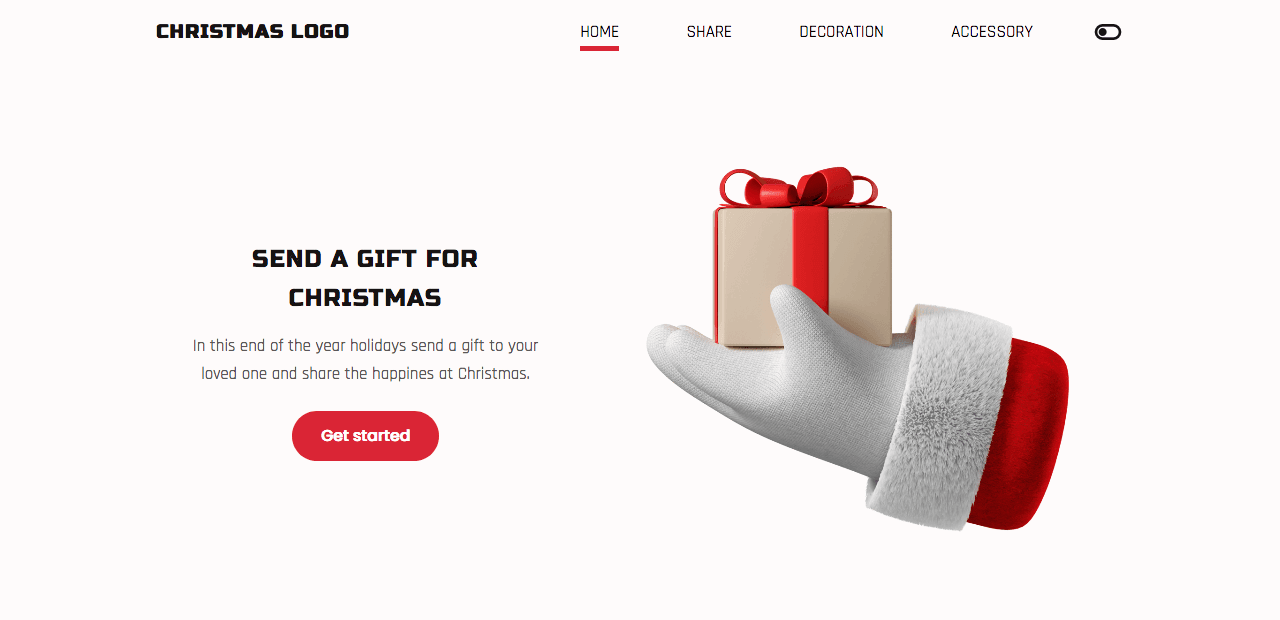 CHRISTMAS LOGO
HOME
SHARE
DECORATION
ACCESSORY
SEND A GIFT FOR
CHRISTMAS
In this end of the year holidays send a gift to your
loved one and share the happines at Christmas.
Get started